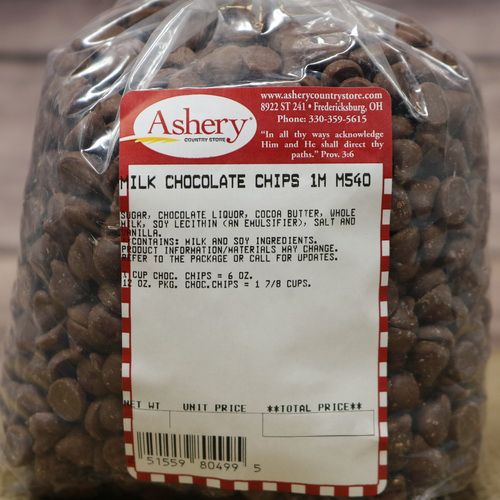 Ashery
COUNTRY STORE
www.asherycountrystore.com
8922 ST 241 • Fredericksburg, OH
Phone: 330-359-5615
"In all thy ways acknowledge
Him and He shall direct thy
paths." Prov. 3:6
MILK CHOCOLATE CHIPS 1M M540
SUGAR, CHOCOLATE LIQUOR, COCOA BUTTER, WHOLE
MILK, SOY LECITHIN (AN EMULSIFIER), SALT AND
VANILLA.
CONTAINS: MILK AND SOY INGREDIENTS.
PRODUCT INFORMATION/MATERIALS MAY CHANGE.
REFER TO THE PACKAGE OR CALL FOR UPDATES.
1 CUP CHOC. CHIPS = 6 OZ.
12 OZ. PKG. CHOC.CHIPS = 1 7/8 CUPS.
NET WT UNIT PRICE **TOTAL PRICE**
51559 80499 5